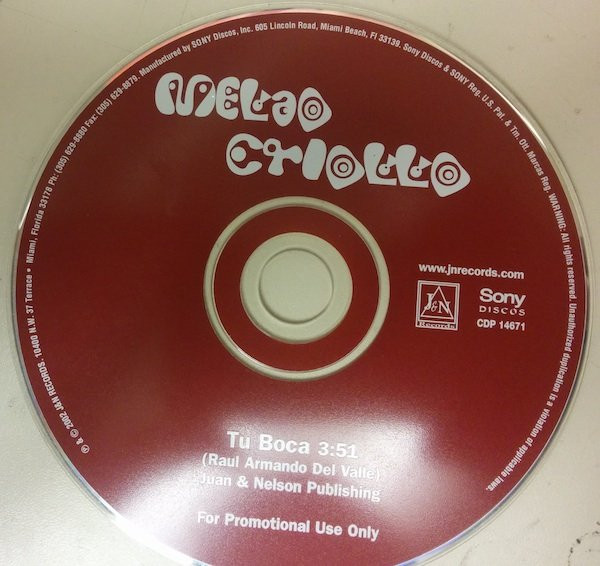 MELAO
CRIOLLO
www.jnrecords.com
J&N
Records
Sony
DISCOS
CDP 14671
Tu Boca 3:51
(Raul Armando Del Valle)
Juan & Nelson Publishing
For Promotional Use Only
℗ & © 2002 J&N RECORDS. 10400 N.W. 37 Terrace • Miami, Florida 33178 Ph: (305) 629-8880 Fax: (305) 629-8879. Manufactured by SONY Discos, Inc. 605 Lincoln Road, Miami Beach, Fl 33139. Sony Discos & SONY Reg. U.S. Pat. & Tm. Off. Marcas Reg. WARNING: All rights reserved. Unauthorized duplication is a violation of applicable laws.